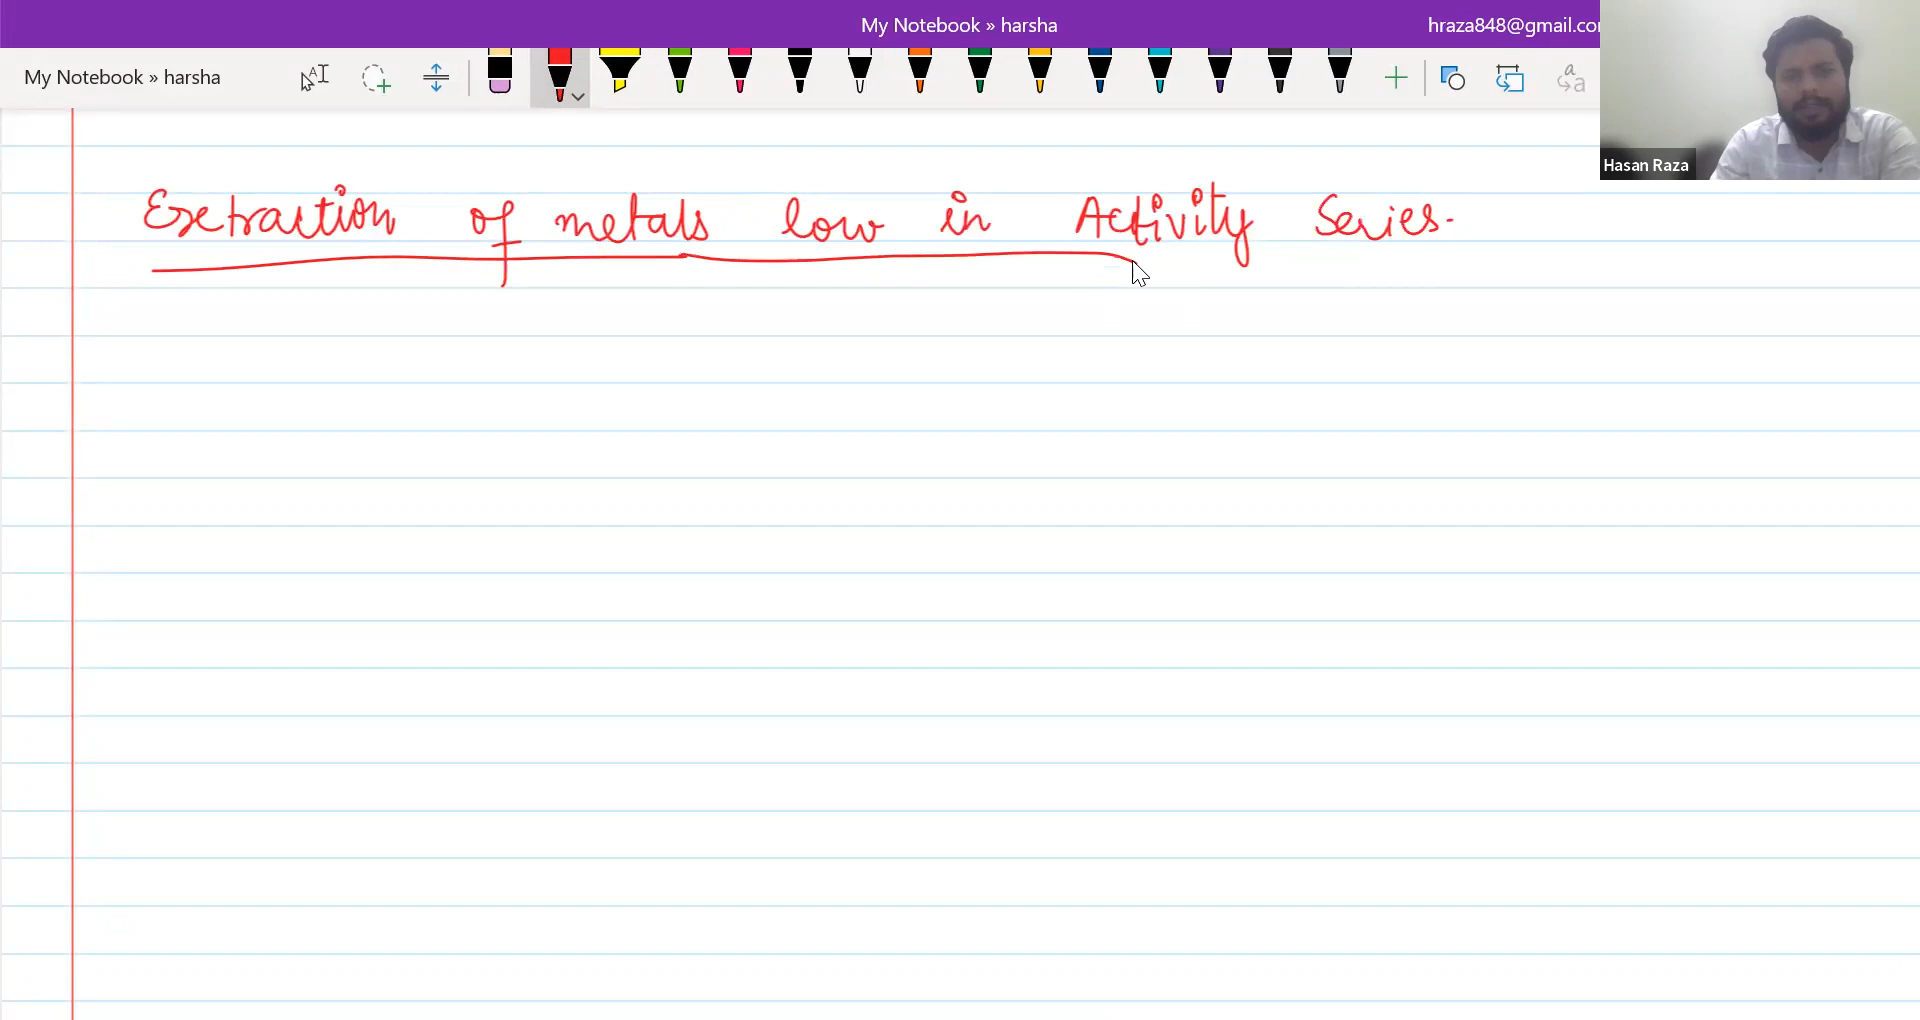 My Notebook » harsha
hraza848@gmail.co
My Notebook » harsha
Hasan Raza
Extraction of metals low in Activity Series.